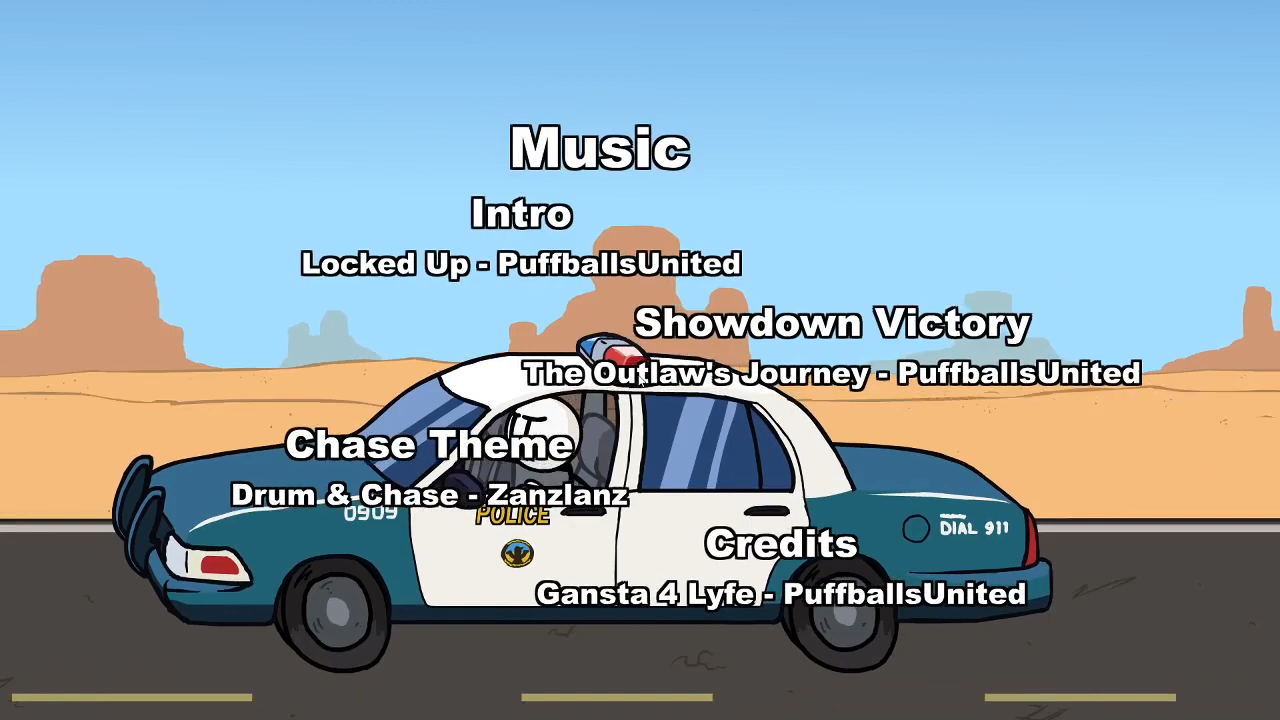 Music
Intro
Locked Up - PuffballsUnited
Showdown Victory
The Outlaw's Journey - PuffballsUnited
Chase Theme
Drum & Chase - Zanzlanz
0909
POLICE
DIAL 911
Credits
Gansta 4 Lyfe - PuffballsUnited